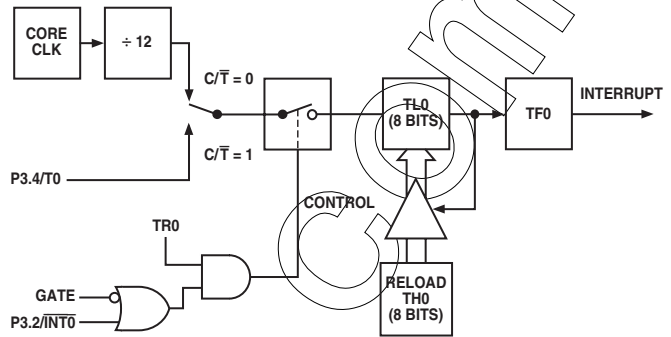 CORE
CLK
÷ 12
C/T̅ = 0
C/T̅ = 1
P3.4/T0
TR0
GATE
P3.2/I̅N̅T̅0̅
CONTROL
TL0
(8 BITS)
TF0
INTERRUPT
RELOAD
TH0
(8 BITS)